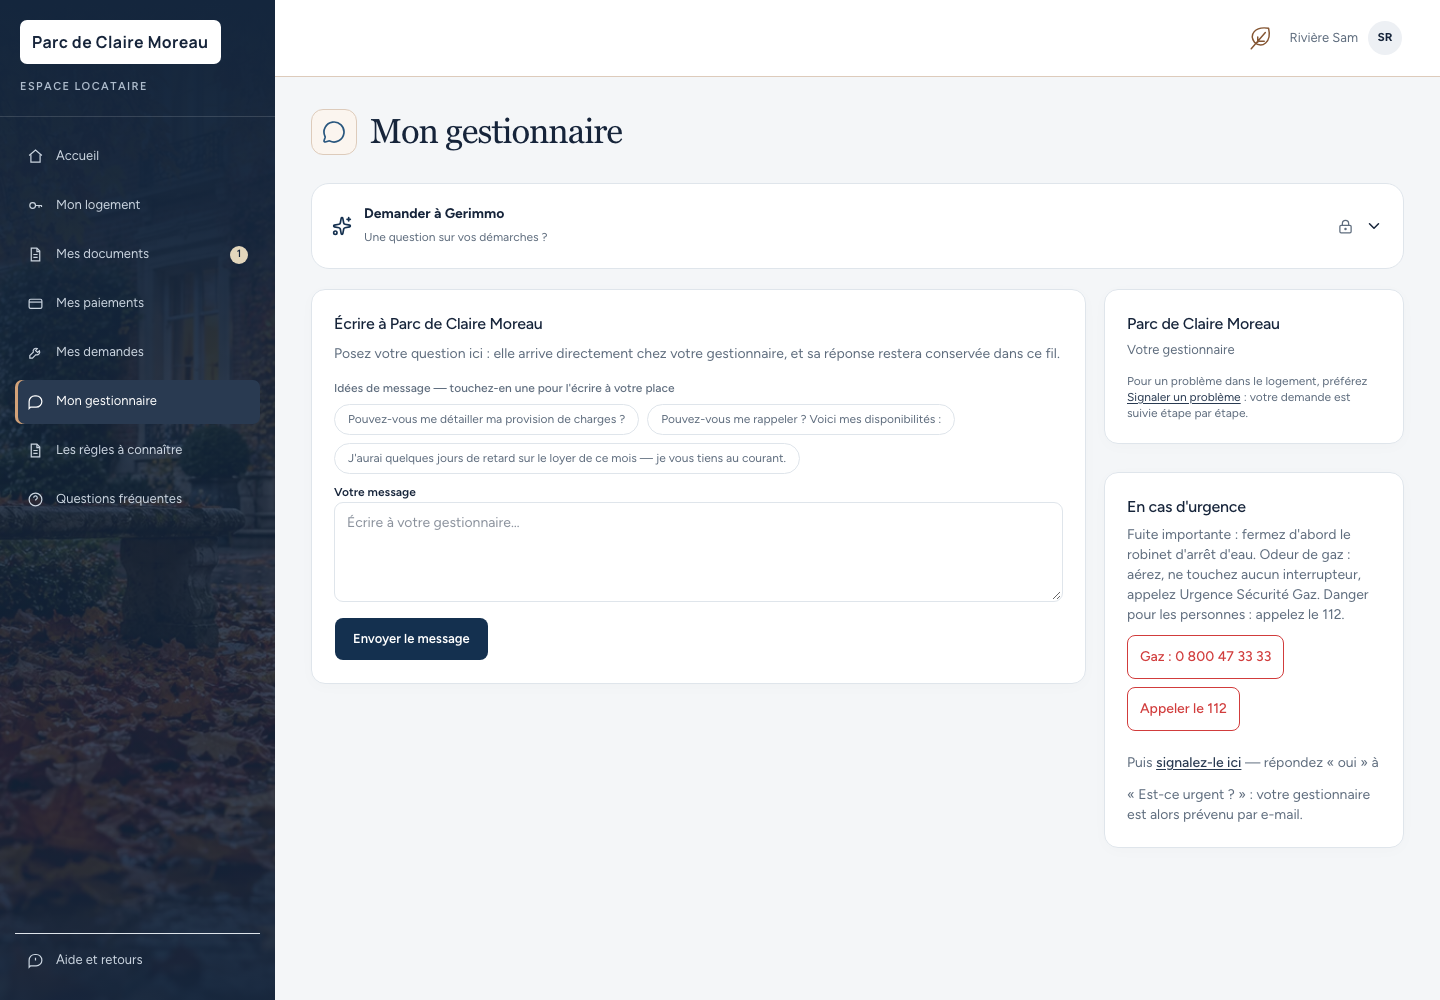 Parc de Claire Moreau
ESPACE LOCATAIRE
Accueil
Mon logement
Mes documents
1
Mes paiements
Mes demandes
Mon gestionnaire
Les règles à connaître
Questions fréquentes
Aide et retours
Rivière Sam
SR
Mon gestionnaire
Demander à Gerimmo
Une question sur vos démarches ?
Écrire à Parc de Claire Moreau
Posez votre question ici : elle arrive directement chez votre gestionnaire, et sa réponse restera conservée dans ce fil.
Idées de message — touchez-en une pour l'écrire à votre place
Pouvez-vous me détailler ma provision de charges ?
Pouvez-vous me rappeler ? Voici mes disponibilités :
J'aurai quelques jours de retard sur le loyer de ce mois — je vous tiens au courant.
Votre message
Écrire à votre gestionnaire...
Envoyer le message
Parc de Claire Moreau
Votre gestionnaire
Pour un problème dans le logement, préférez
Signaler un problème : votre demande est
suivie étape par étape.
En cas d'urgence
Fuite importante : fermez d'abord le
robinet d'arrêt d'eau. Odeur de gaz :
aérez, ne touchez aucun interrupteur,
appelez Urgence Sécurité Gaz. Danger
pour les personnes : appelez le 112.
Gaz : 0 800 47 33 33
Appeler le 112
Puis signalez-le ici — répondez « oui » à
« Est-ce urgent ? » : votre gestionnaire
est alors prévenu par e-mail.